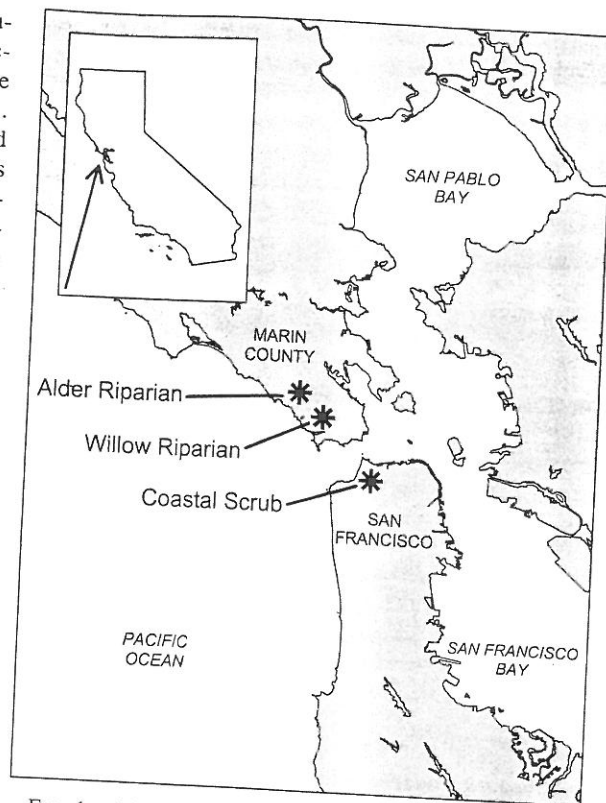 SAN PABLO
BAY
MARIN
COUNTY
Alder Riparian
Willow Riparian
Coastal Scrub
SAN
FRANCISCO
PACIFIC
OCEAN
SAN FRANCISCO
BAY